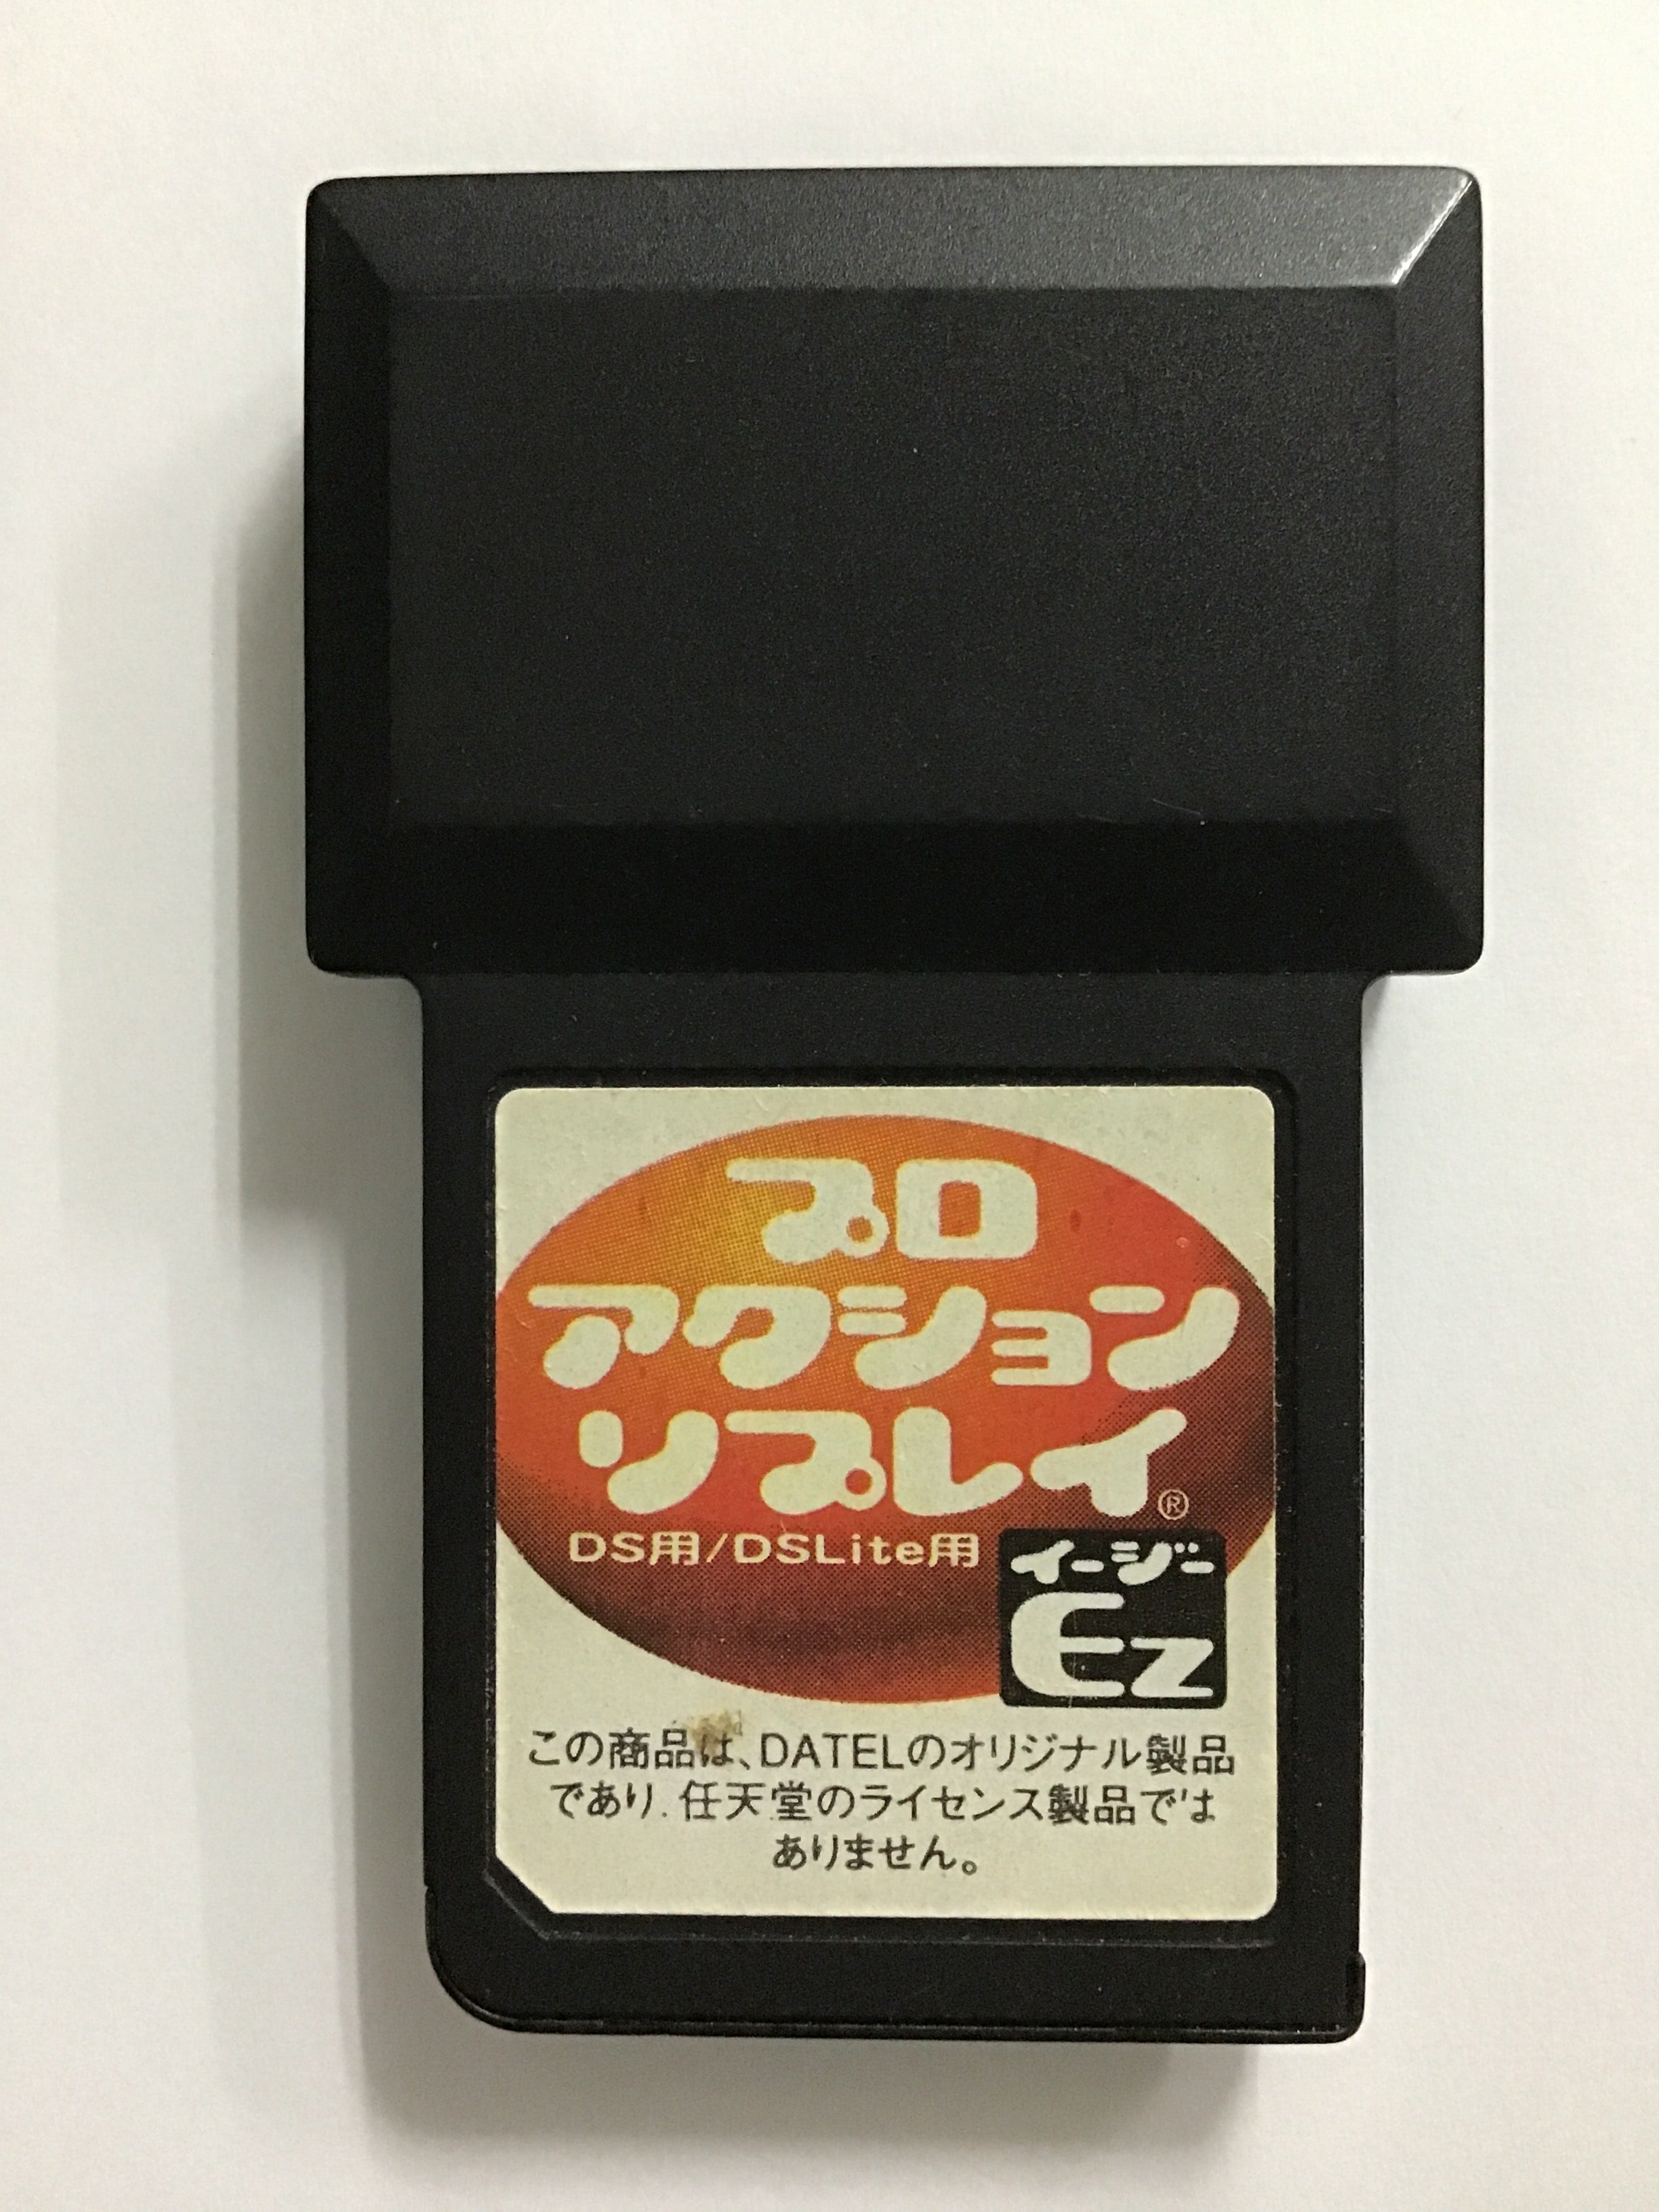 プロ
アクション
リプレイ®
DS用/DSLite用
イージー
Ez
この商品は、DATELのオリジナル製品
であり、任天堂のライセンス製品では
ありません。